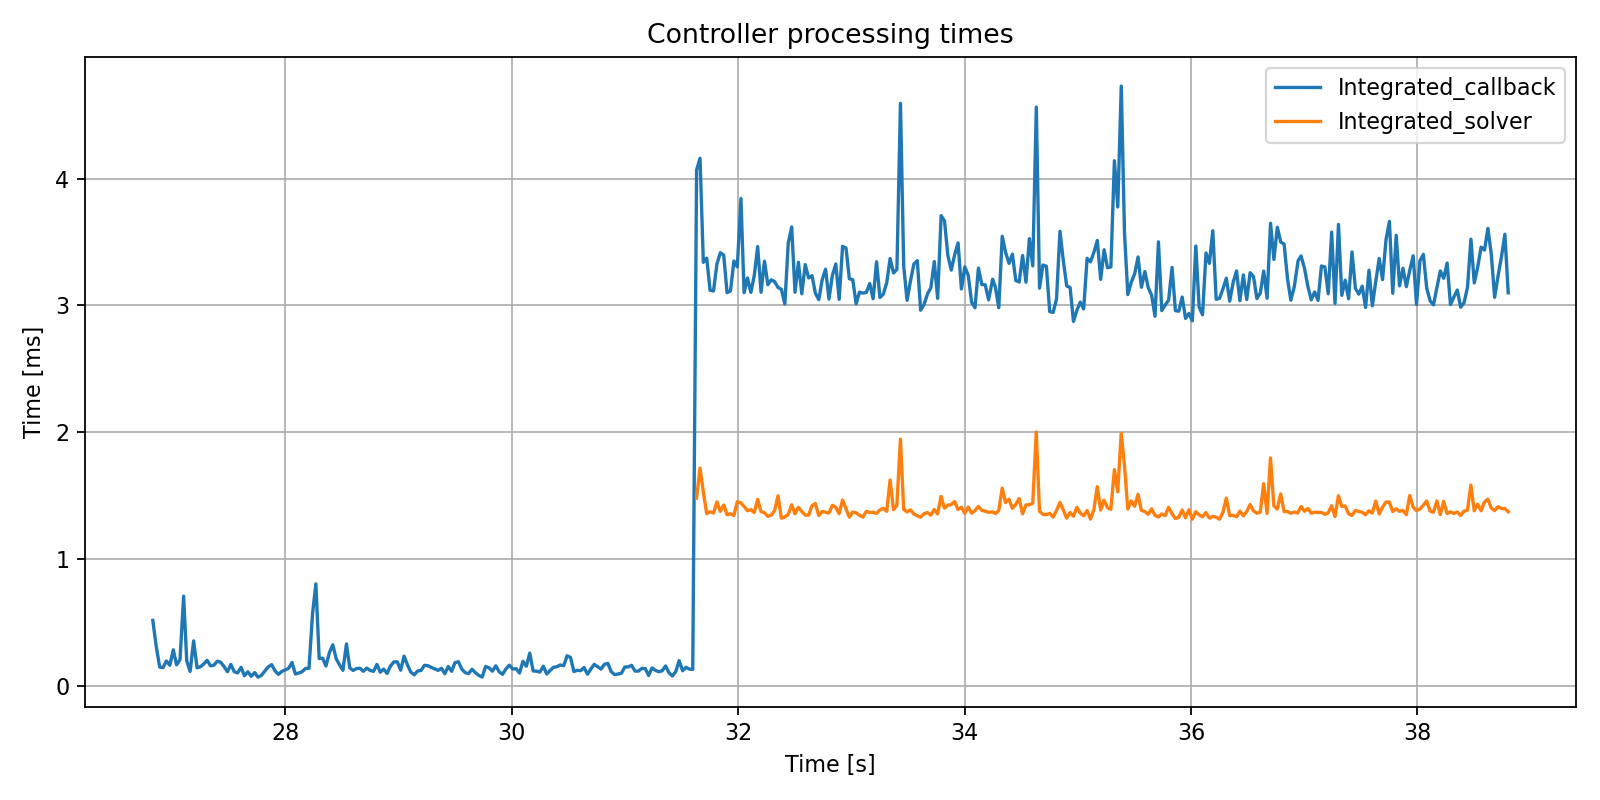 Controller processing times
Integrated_callback
Integrated_solver
Time [ms]
4
3
2
1
0
28 30 32 34 36 38
Time [s]